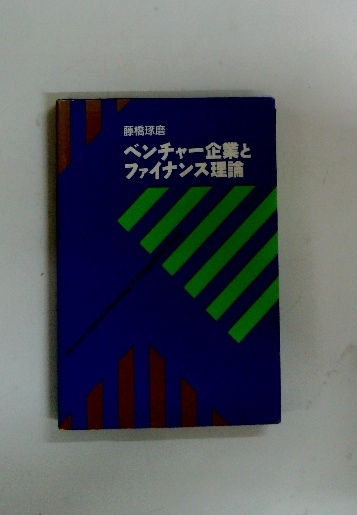 藤橋琢磨
ベンチャー企業と
ファイナンス理論